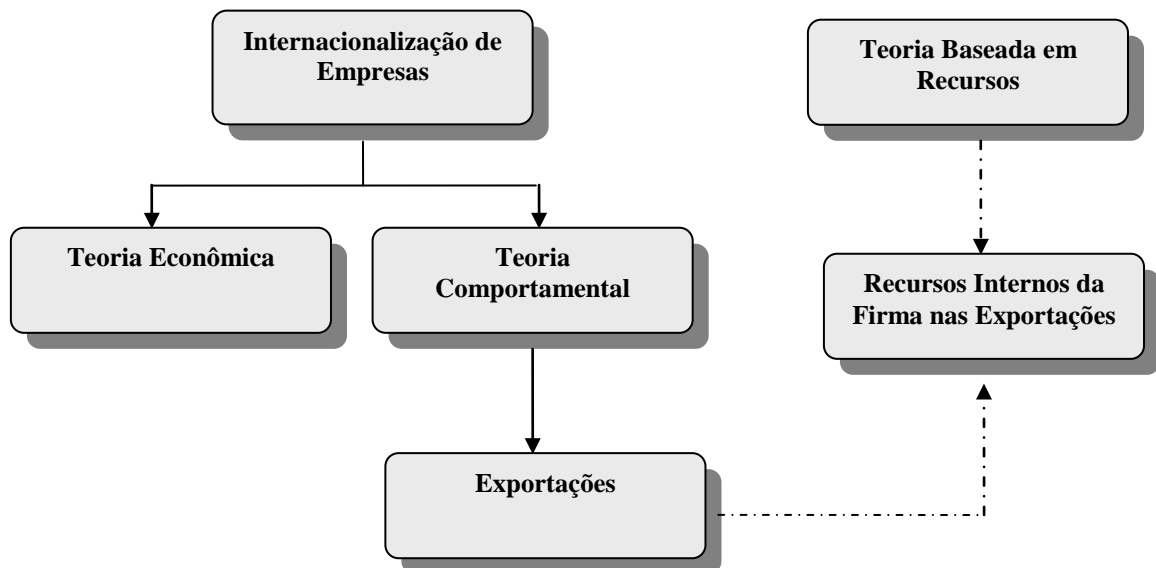 Internacionalização de
Empresas
Teoria Baseada em
Recursos
Teoria Econômica
Teoria
Comportamental
Recursos Internos da
Firma nas Exportações
Exportações